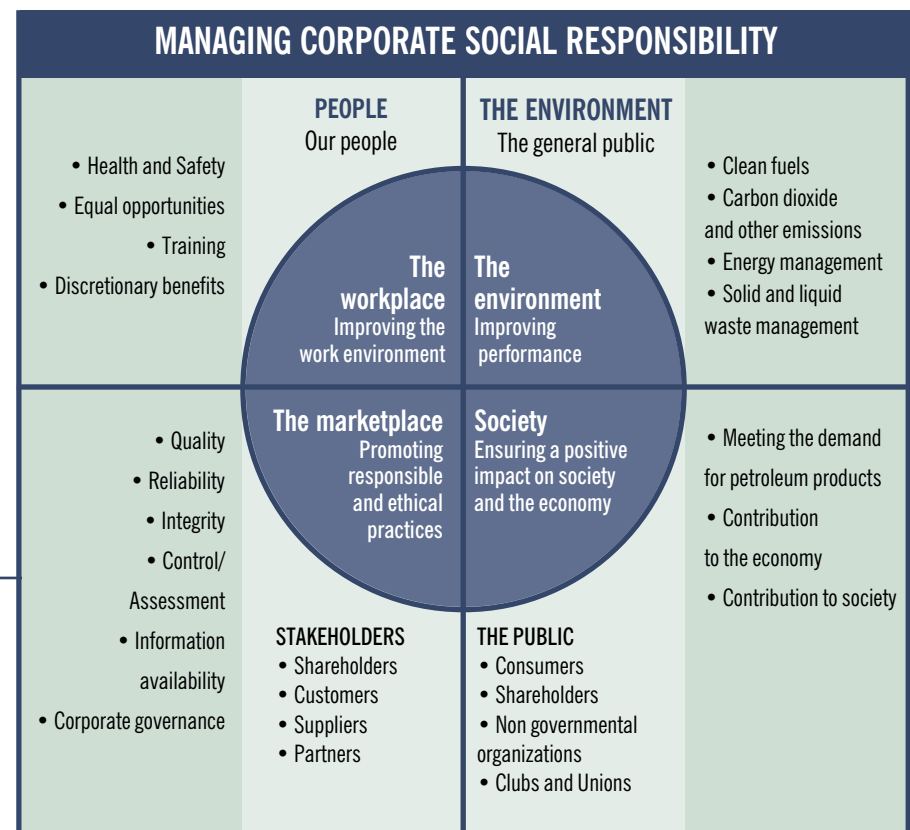 MANAGING CORPORATE SOCIAL RESPONSIBILITY
PEOPLE
Our people
• Health and Safety
• Equal opportunities
• Training
• Discretionary benefits
The
workplace
Improving the
work environment
THE ENVIRONMENT
The general public
The
environment
Improving
performance
• Clean fuels
• Carbon dioxide
and other emissions
• Energy management
• Solid and liquid
waste management
• Quality
• Reliability
• Integrity
• Control/
Assessment
• Information
availability
• Corporate governance
The marketplace
Promoting
responsible
and ethical
practices
STAKEHOLDERS
• Shareholders
• Customers
• Suppliers
• Partners
Society
Ensuring a positive
impact on society
and the economy
THE PUBLIC
• Consumers
• Shareholders
• Non governmental
organizations
• Clubs and Unions
• Meeting the demand
for petroleum products
• Contribution
to the economy
• Contribution to society